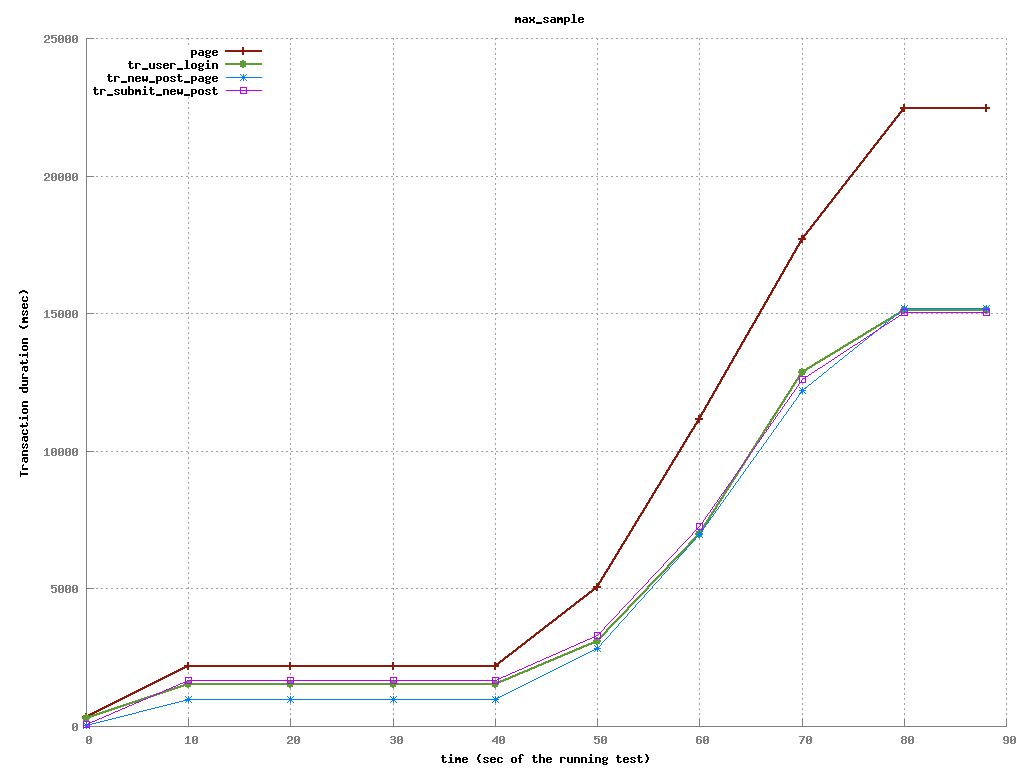 max_sample
25000
page
tr_user_login
tr_new_post_page
tr_submit_new_post
20000
15000
Transaction duration (msec)
10000
5000
0
0 10 20 30 40 50 60 70 80 90
time (sec of the running test)